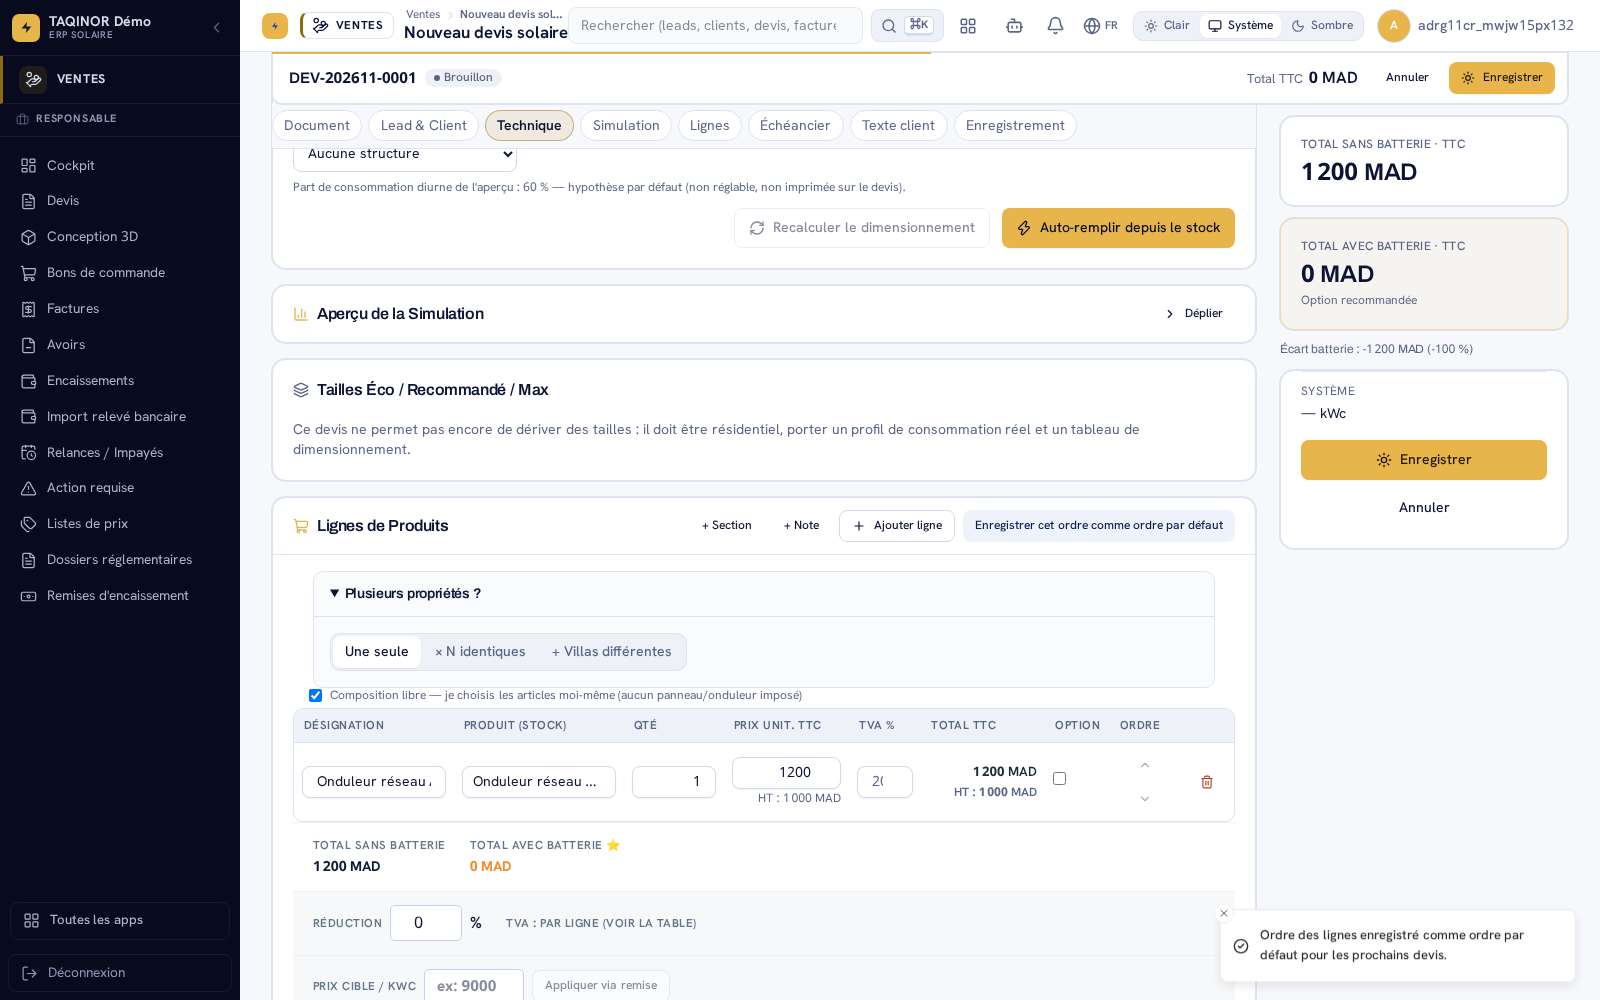 TAQINOR Démo
ERP SOLAIRE
VENTES
RESPONSABLE
Cockpit
Devis
Conception 3D
Bons de commande
Factures
Avoirs
Encaissements
Import relevé bancaire
Relances / Impayés
Action requise
Listes de prix
Dossiers réglementaires
Remises d'encaissement
Toutes les apps
Déconnexion
VENTES
Ventes
Nouveau devis sol...
Nouveau devis solaire
Rechercher (leads, clients, devis, facture
⌘K
FR
Clair
Système
Sombre
A
adrg11cr_mwjw15px132
DEV-202611-0001
Brouillon
Total TTC 0 MAD
Annuler
Enregistrer
Document
Lead & Client
Technique
Simulation
Lignes
Échéancier
Texte client
Enregistrement
Aucune structure
Part de consommation diurne de l'aperçu : 60 % — hypothèse par défaut (non réglable, non imprimée sur le devis).
Recalculer le dimensionnement
Auto-remplir depuis le stock
Aperçu de la Simulation
Déplier
Tailles Éco / Recommandé / Max
Ce devis ne permet pas encore de dériver des tailles : il doit être résidentiel, porter un profil de consommation réel et un tableau de
dimensionnement.
Lignes de Produits
+ Section
+ Note
Ajouter ligne
Enregistrer cet ordre comme ordre par défaut
Plusieurs propriétés ?
Une seule
× N identiques
+ Villas différentes
Composition libre — je choisis les articles moi-même (aucun panneau/onduleur imposé)
DÉSIGNATION
PRODUIT (STOCK)
QTÉ
PRIX UNIT. TTC
TVA %
TOTAL TTC
OPTION
ORDRE
Onduleur réseau
Onduleur réseau ...
1
1200
HT : 1 000 MAD
20
1 200 MAD
HT : 1 000 MAD
TOTAL SANS BATTERIE
1 200 MAD
TOTAL AVEC BATTERIE ⭐
0 MAD
RÉDUCTION
0
%
TVA : PAR LIGNE (VOIR LA TABLE)
PRIX CIBLE / KWC
ex: 9000
Appliquer via remise
TOTAL SANS BATTERIE · TTC
1 200 MAD
TOTAL AVEC BATTERIE · TTC
0 MAD
Option recommandée
Écart batterie : -1 200 MAD (-100 %)
SYSTÈME
— kWc
Enregistrer
Annuler
Ordre des lignes enregistré comme ordre par
défaut pour les prochains devis.